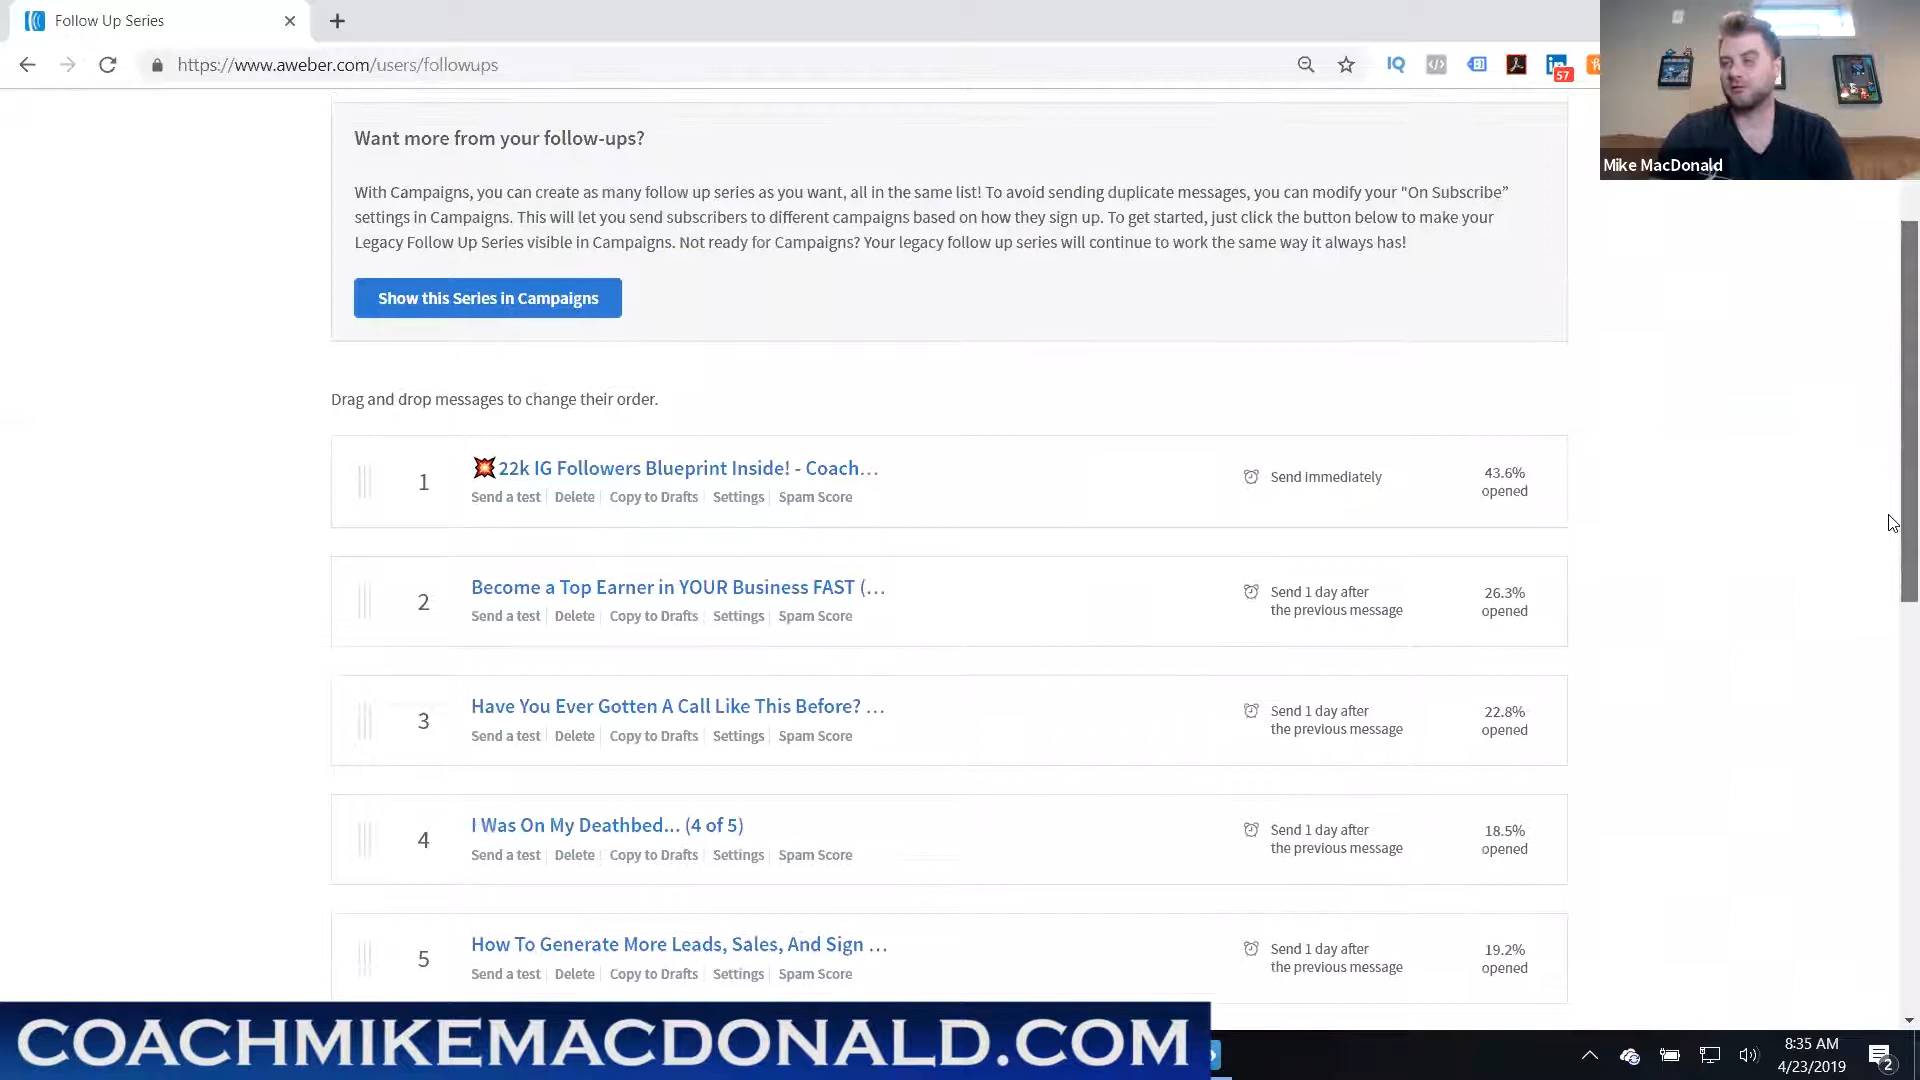 Follow Up Series
https://www.aweber.com/users/followups
IQ
57
Mike MacDonald
Want more from your follow-ups?
With Campaigns, you can create as many follow up series as you want, all in the same list! To avoid sending duplicate messages, you can modify your "On Subscribe”
settings in Campaigns. This will let you send subscribers to different campaigns based on how they sign up. To get started, just click the button below to make your
Legacy Follow Up Series visible in Campaigns. Not ready for Campaigns? Your legacy follow up series will continue to work the same way it always has!
Show this Series in Campaigns
Drag and drop messages to change their order.
1
22k IG Followers Blueprint Inside! - Coach…
Send a test Delete Copy to Drafts Settings Spam Score
Send immediately
43.6%
opened
2
Become a Top Earner in YOUR Business FAST (…
Send a test Delete Copy to Drafts Settings Spam Score
Send 1 day after
the previous message
26.3%
opened
3
Have You Ever Gotten A Call Like This Before? …
Send a test Delete Copy to Drafts Settings Spam Score
Send 1 day after
the previous message
22.8%
opened
4
I Was On My Deathbed... (4 of 5)
Send a test Delete Copy to Drafts Settings Spam Score
Send 1 day after
the previous message
18.5%
opened
5
How To Generate More Leads, Sales, And Sign …
Send a test Delete Copy to Drafts Settings Spam Score
Send 1 day after
the previous message
19.2%
opened
COACHMIKEMACDONALD.COM
8:35 AM
4/23/2019
2